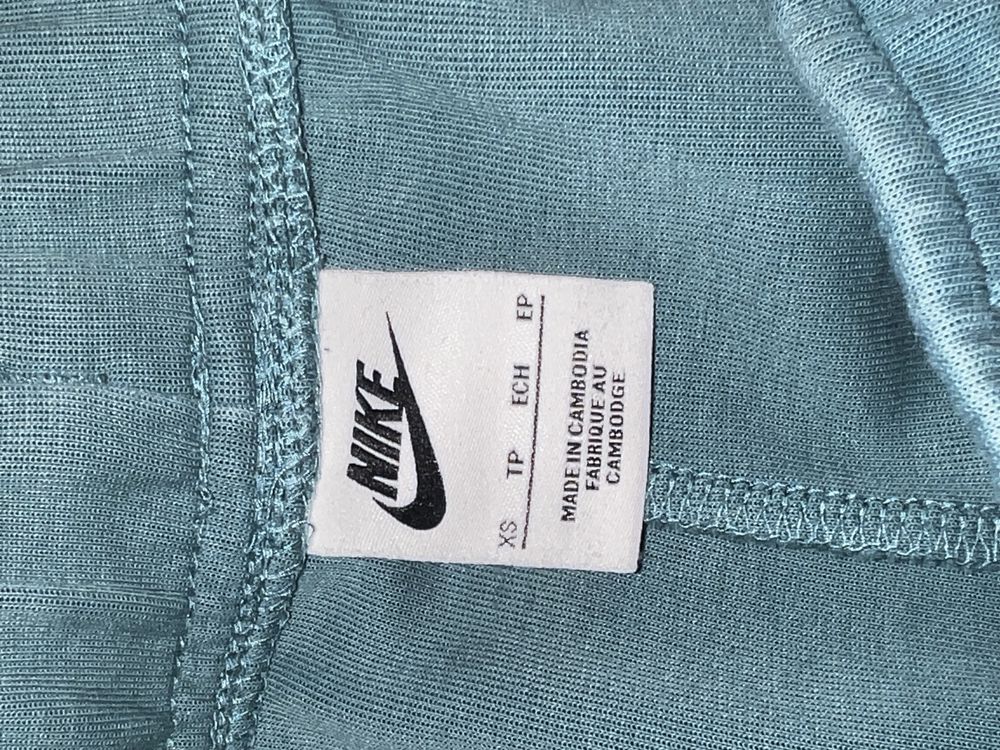 NIKE
XS TP ECH EP
MADE IN CAMBODIA
FABRIQUE AU
CAMBODGE